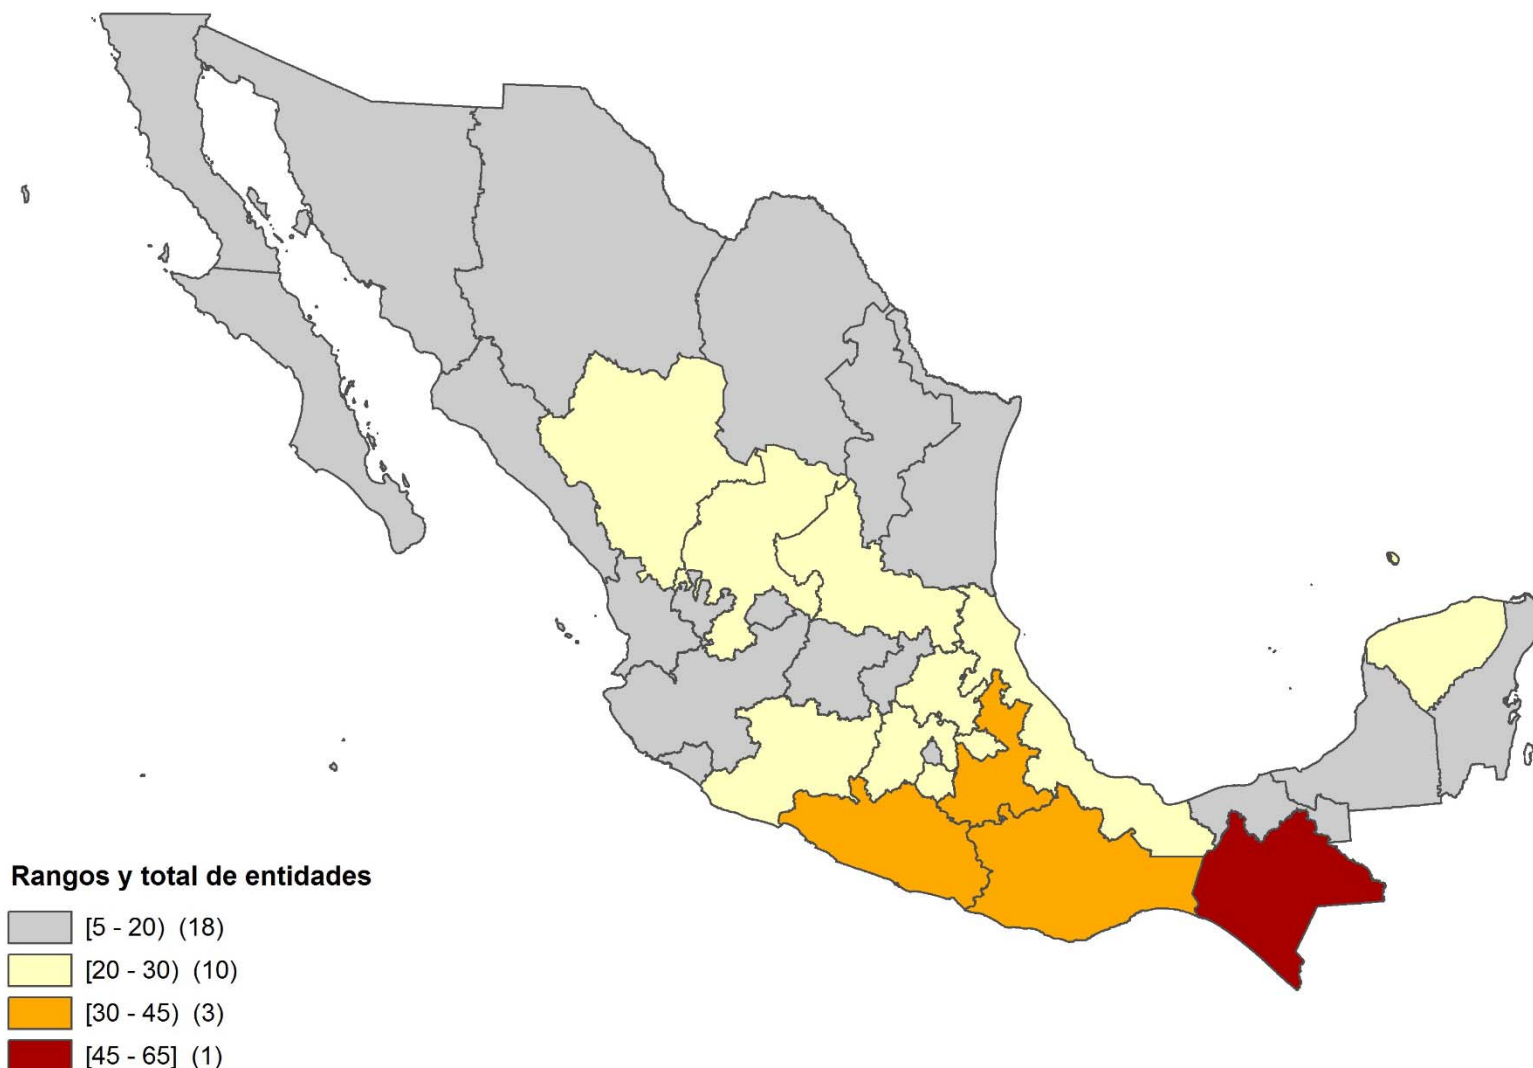 Rangos y total de entidades
[5 - 20) (18)
[20 - 30) (10)
[30 - 45) (3)
[45 - 65] (1)